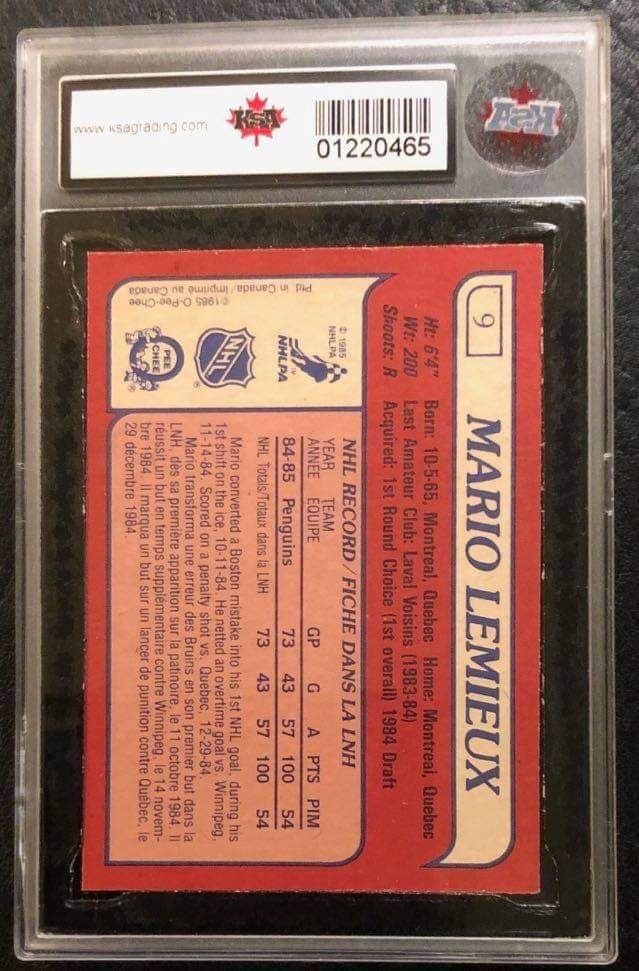 www.ksagrading.com
KSA
01220465
KSA
9
MARIO LEMIEUX
Ht: 6'4" Born: 10-5-65, Montreal, Quebec Home: Montreal, Quebec
Wt: 200 Last Amateur Club: Laval Voisins (1983-84)
Shoots: R Acquired: 1st Round Choice (1st overall) 1984 Draft
© 1985
NHLPA
NHLPA
NHL
O PEE CHEE
©1985 O-Pee-Chee
Ptd. in Canada/Imprimé au Canada
NHL RECORD/FICHE DANS LA LNH
YEAR TEAM
ANNÉE ÉQUIPE GP G A PTS PIM
84-85 Penguins 73 43 57 100 54
NHL Totals/Totaux dans la LNH 73 43 57 100 54
Mario converted a Boston mistake into his 1st NHL goal, during his
1st shift on the ice, 10-11-84. He netted an overtime goal vs. Winnipeg,
11-14-84. Scored on a penalty shot vs. Quebec, 12-29-84.
Mario transforma une erreur des Bruins en son premier but dans la
LNH, dès sa première apparition sur la patinoire, le 11 octobre 1984. Il
réussit un but en temps supplémentaire contre Winnipeg, le 14 novem-
bre 1984. Il marqua un but sur un lancer de punition contre Québec, le
29 décembre 1984.